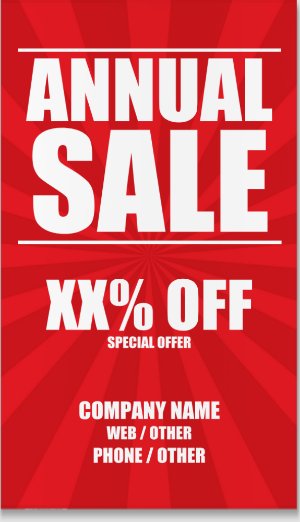 ANNUAL
SALE
XX% OFF
SPECIAL OFFER
COMPANY NAME
WEB / OTHER
PHONE / OTHER